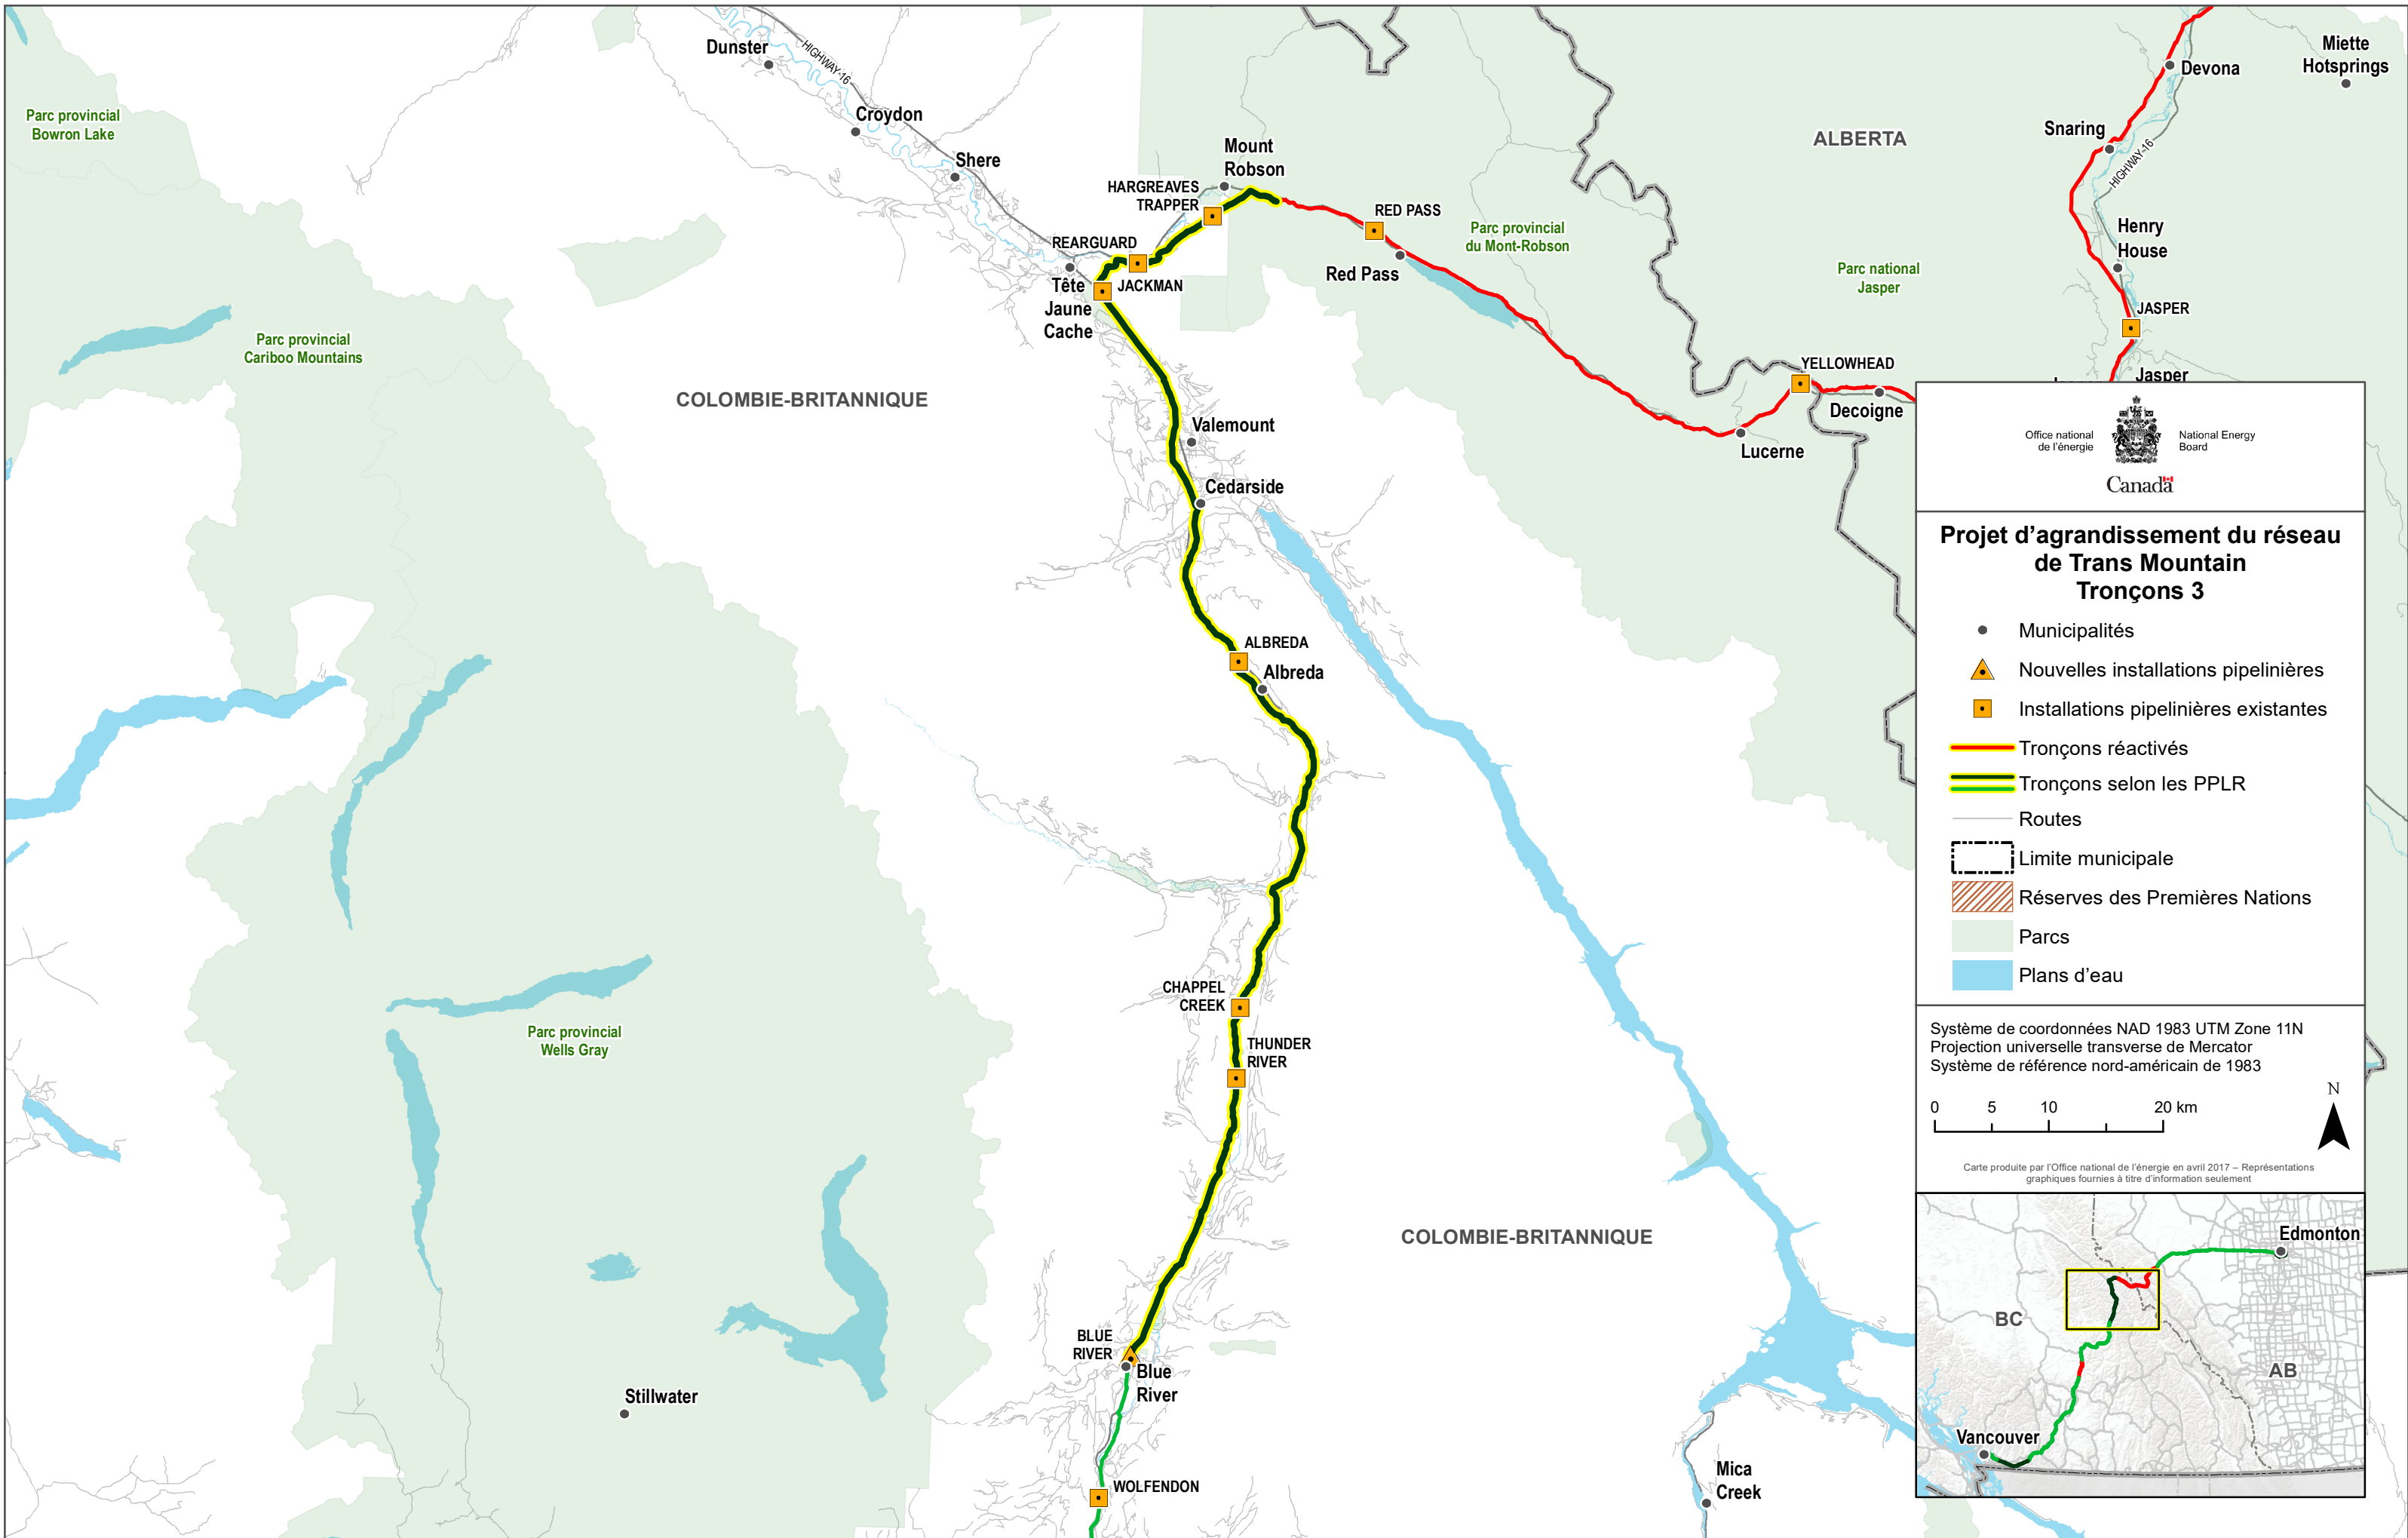 Dunster
HIGHWAY-16
Miette
Hotsprings
Devona
Parc provincial
Bowron Lake
Croydon
Snaring
ALBERTA
HIGHWAY-16
Shere
Mount
Robson
HARGREAVES
TRAPPER
RED PASS
Parc provincial
du Mont-Robson
Henry
House
REARGUARD
Red Pass
Parc national
Jasper
Tête
Jaune
Cache
JACKMAN
JASPER
Parc provincial
Cariboo Mountains
YELLOWHEAD
Jasper
COLOMBIE-BRITANNIQUE
Decoigne
Valemount
Lucerne
Cedarside
ALBREDA
Albreda
CHAPPEL
CREEK
Parc provincial
Wells Gray
THUNDER
RIVER
COLOMBIE-BRITANNIQUE
BLUE
RIVER
Blue
River
Stillwater
WOLFENDON
Mica
Creek
Office national
de l'énergie
National Energy
Board
Canada
Projet d'agrandissement du réseau
de Trans Mountain
Tronçons 3
Municipalités
Nouvelles installations pipelinières
Installations pipelinières existantes
Tronçons réactivés
Tronçons selon les PPLR
Routes
Limite municipale
Réserves des Premières Nations
Parcs
Plans d'eau
Système de coordonnées NAD 1983 UTM Zone 11N
Projection universelle transverse de Mercator
Système de référence nord-américain de 1983
N
0 5 10 20 km
Carte produite par l'Office national de l'énergie en avril 2017 – Représentations
graphiques fournies à titre d'information seulement
Edmonton
BC
AB
Vancouver